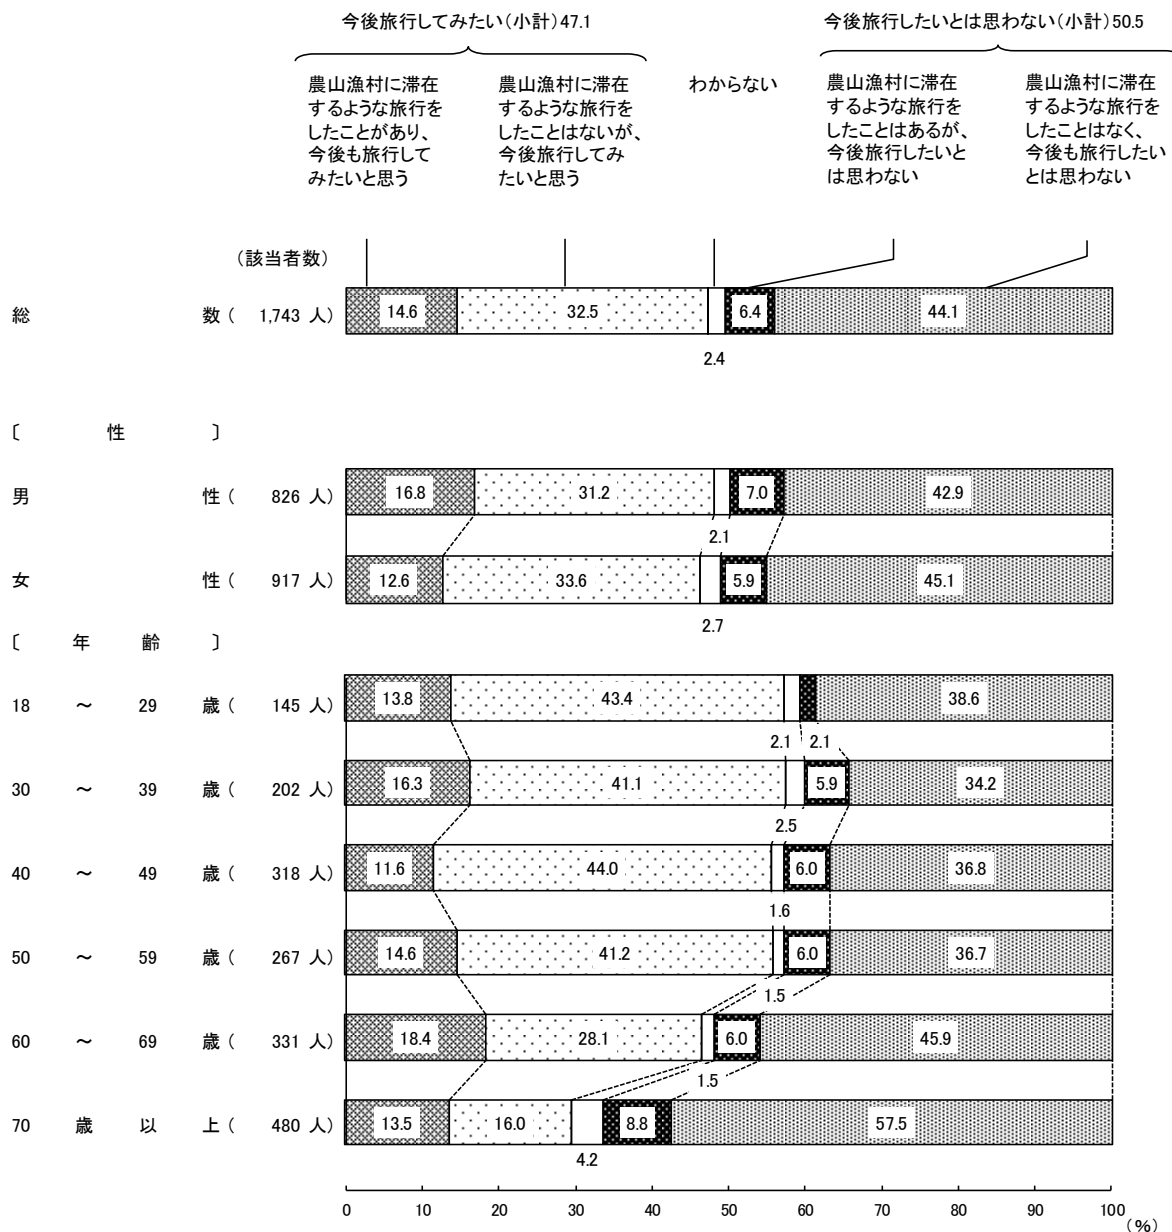 今後旅行してみたい(小計)47.1
今後旅行したいとは思わない(小計)50.5
農山漁村に滞在
するような旅行を
したことがあり、
今後も旅行して
みたいと思う
農山漁村に滞在
するような旅行を
したことはないが、
今後旅行してみ
たいと思う
わからない
農山漁村に滞在
するような旅行を
したことはあるが、
今後旅行したいと
は思わない
農山漁村に滞在
するような旅行を
したことはなく、
今後も旅行したい
とは思わない
(該当者数)
総 数 ( 1,743 人) 14.6 32.5 6.4 44.1
2.4
〔 性 〕
男 性 ( 826 人) 16.8 31.2 7.0 42.9
2.1
女 性 ( 917 人) 12.6 33.6 5.9 45.1
2.7
〔 年 齢 〕
18 ～ 29 歳 ( 145 人) 13.8 43.4 38.6
2.1 2.1
30 ～ 39 歳 ( 202 人) 16.3 41.1 5.9 34.2
2.5
40 ～ 49 歳 ( 318 人) 11.6 44.0 6.0 36.8
1.6
50 ～ 59 歳 ( 267 人) 14.6 41.2 6.0 36.7
1.5
60 ～ 69 歳 ( 331 人) 18.4 28.1 6.0 45.9
1.5
70 歳 以 上 ( 480 人) 13.5 16.0 8.8 57.5
4.2
0 10 20 30 40 50 60 70 80 90 100
(%)